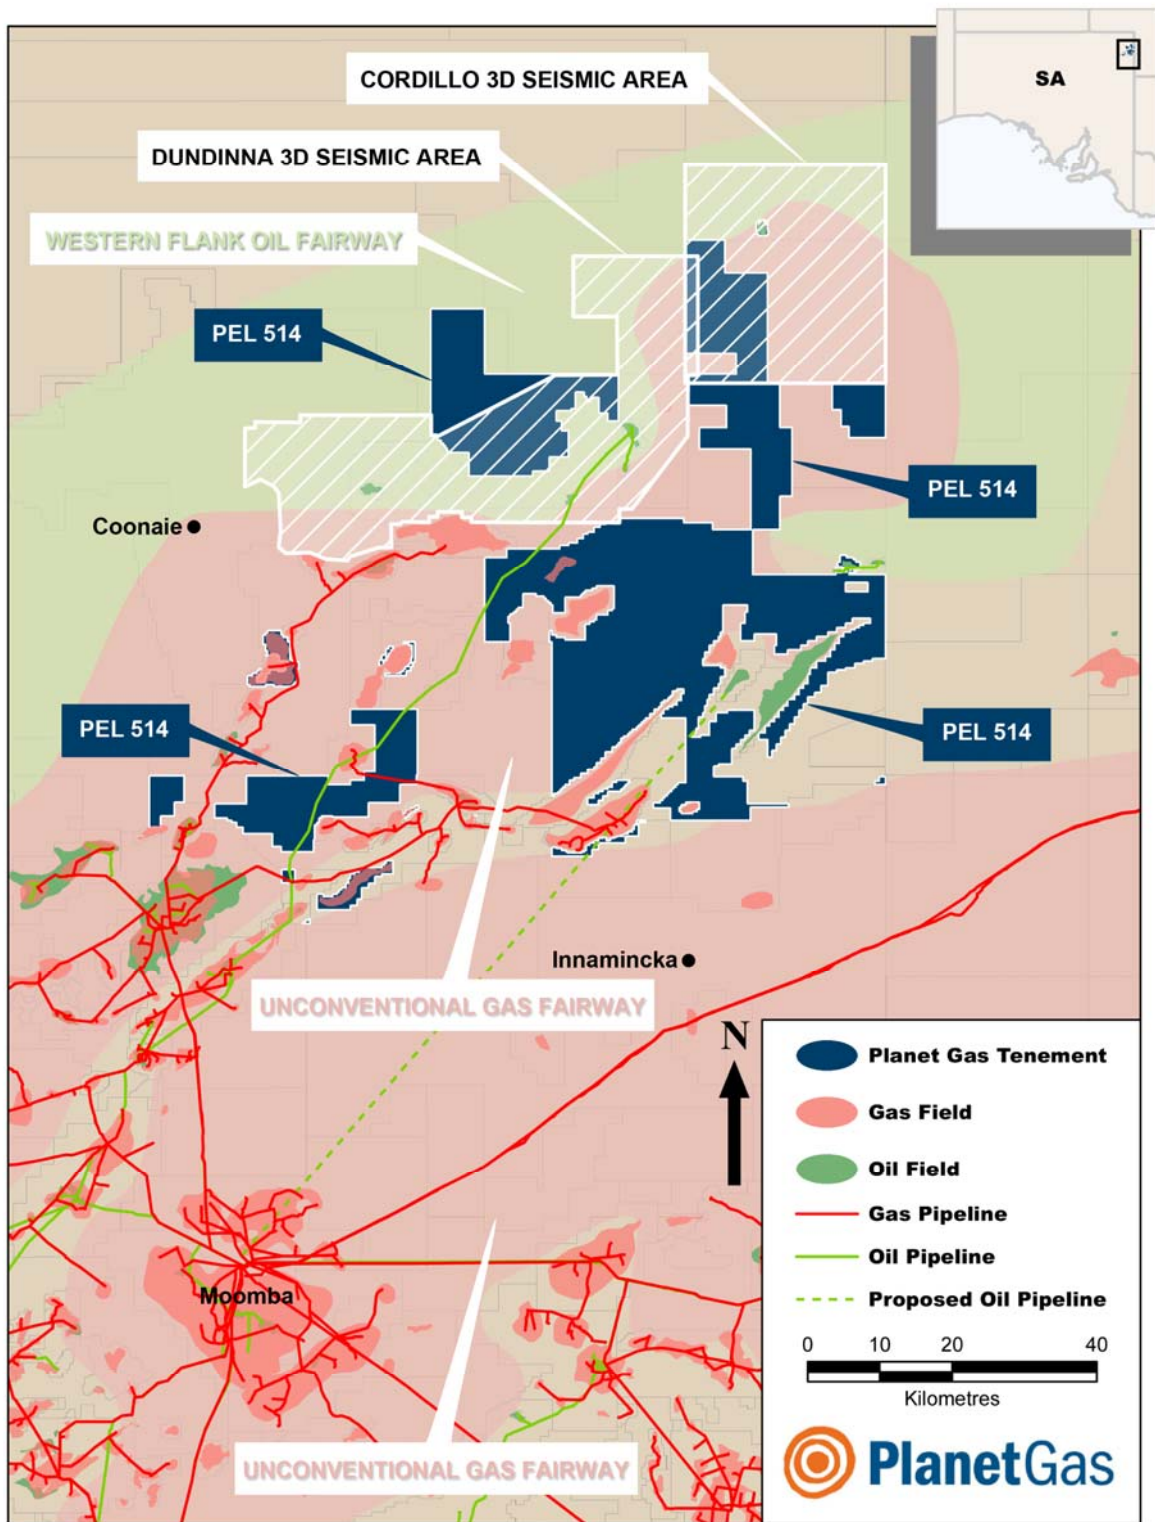 SA
CORDILLO 3D SEISMIC AREA
DUNDINNA 3D SEISMIC AREA
WESTERN FLANK OIL FAIRWAY
PEL 514
PEL 514
Coonaie
PEL 514
PEL 514
Innamincka
UNCONVENTIONAL GAS FAIRWAY
N
Planet Gas Tenement
Gas Field
Oil Field
Gas Pipeline
Oil Pipeline
Proposed Oil Pipeline
Moomba
0 10 20 40
Kilometres
UNCONVENTIONAL GAS FAIRWAY
PlanetGas